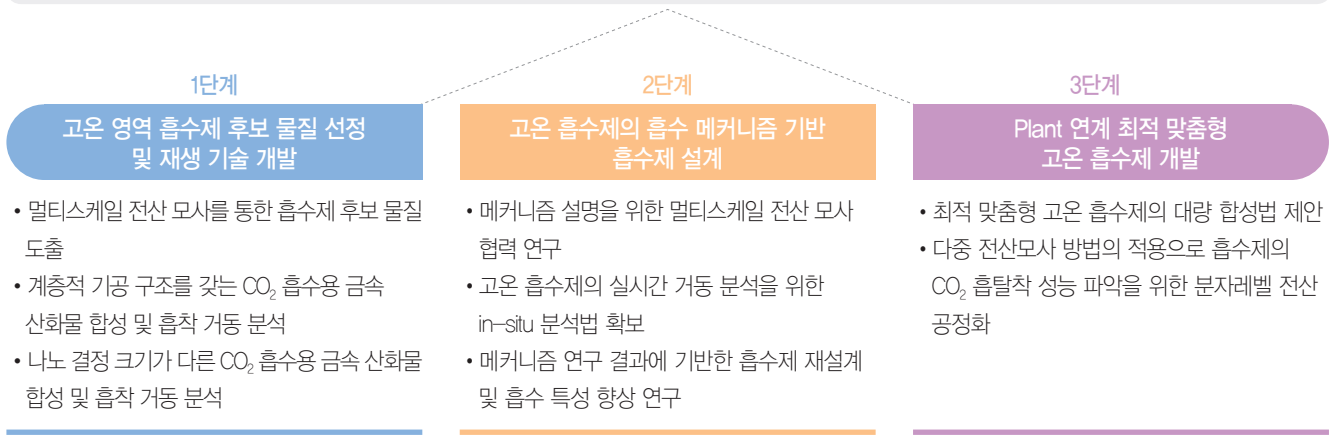 1단계
고온 영역 흡수제 후보 물질 선정
및 재생 기술 개발
• 멀티스케일 전산 모사를 통한 흡수제 후보 물질
도출
• 계층적 기공 구조를 갖는 CO₂ 흡수용 금속
산화물 합성 및 흡착 거동 분석
• 나노 결정 크기가 다른 CO₂ 흡수용 금속 산화물
합성 및 흡착 거동 분석
2단계
고온 흡수제의 흡수 메커니즘 기반
흡수제 설계
• 메커니즘 설명을 위한 멀티스케일 전산 모사
협력 연구
• 고온 흡수제의 실시간 거동 분석을 위한
in-situ 분석법 확보
• 메커니즘 연구 결과에 기반한 흡수제 재설계
및 흡수 특성 향상 연구
3단계
Plant 연계 최적 맞춤형
고온 흡수제 개발
• 최적 맞춤형 고온 흡수제의 대량 합성법 제안
• 다중 전산모사 방법의 적용으로 흡수제의
CO₂ 흡탈착 성능 파악을 위한 분자레벨 전산
공정화